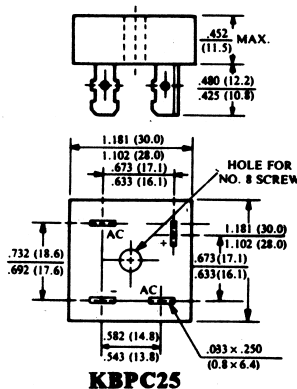 .452
(11.5)
MAX.
.480 (12.2)
.425 (10.8)
1.181 (30.0)
1.102 (28.0)
.673 (17.1)
.633 (16.1)
HOLE FOR
NO. 8 SCREW
AC
+
.732 (18.6)
.692 (17.6)
1.181 (30.0)
1.102 (28.0)
.673(17.1)
.633(16.1)
-
AC
.582 (14.8)
.543 (13.8)
.033 × .250
(0.8 × 6.4)
KBPC25